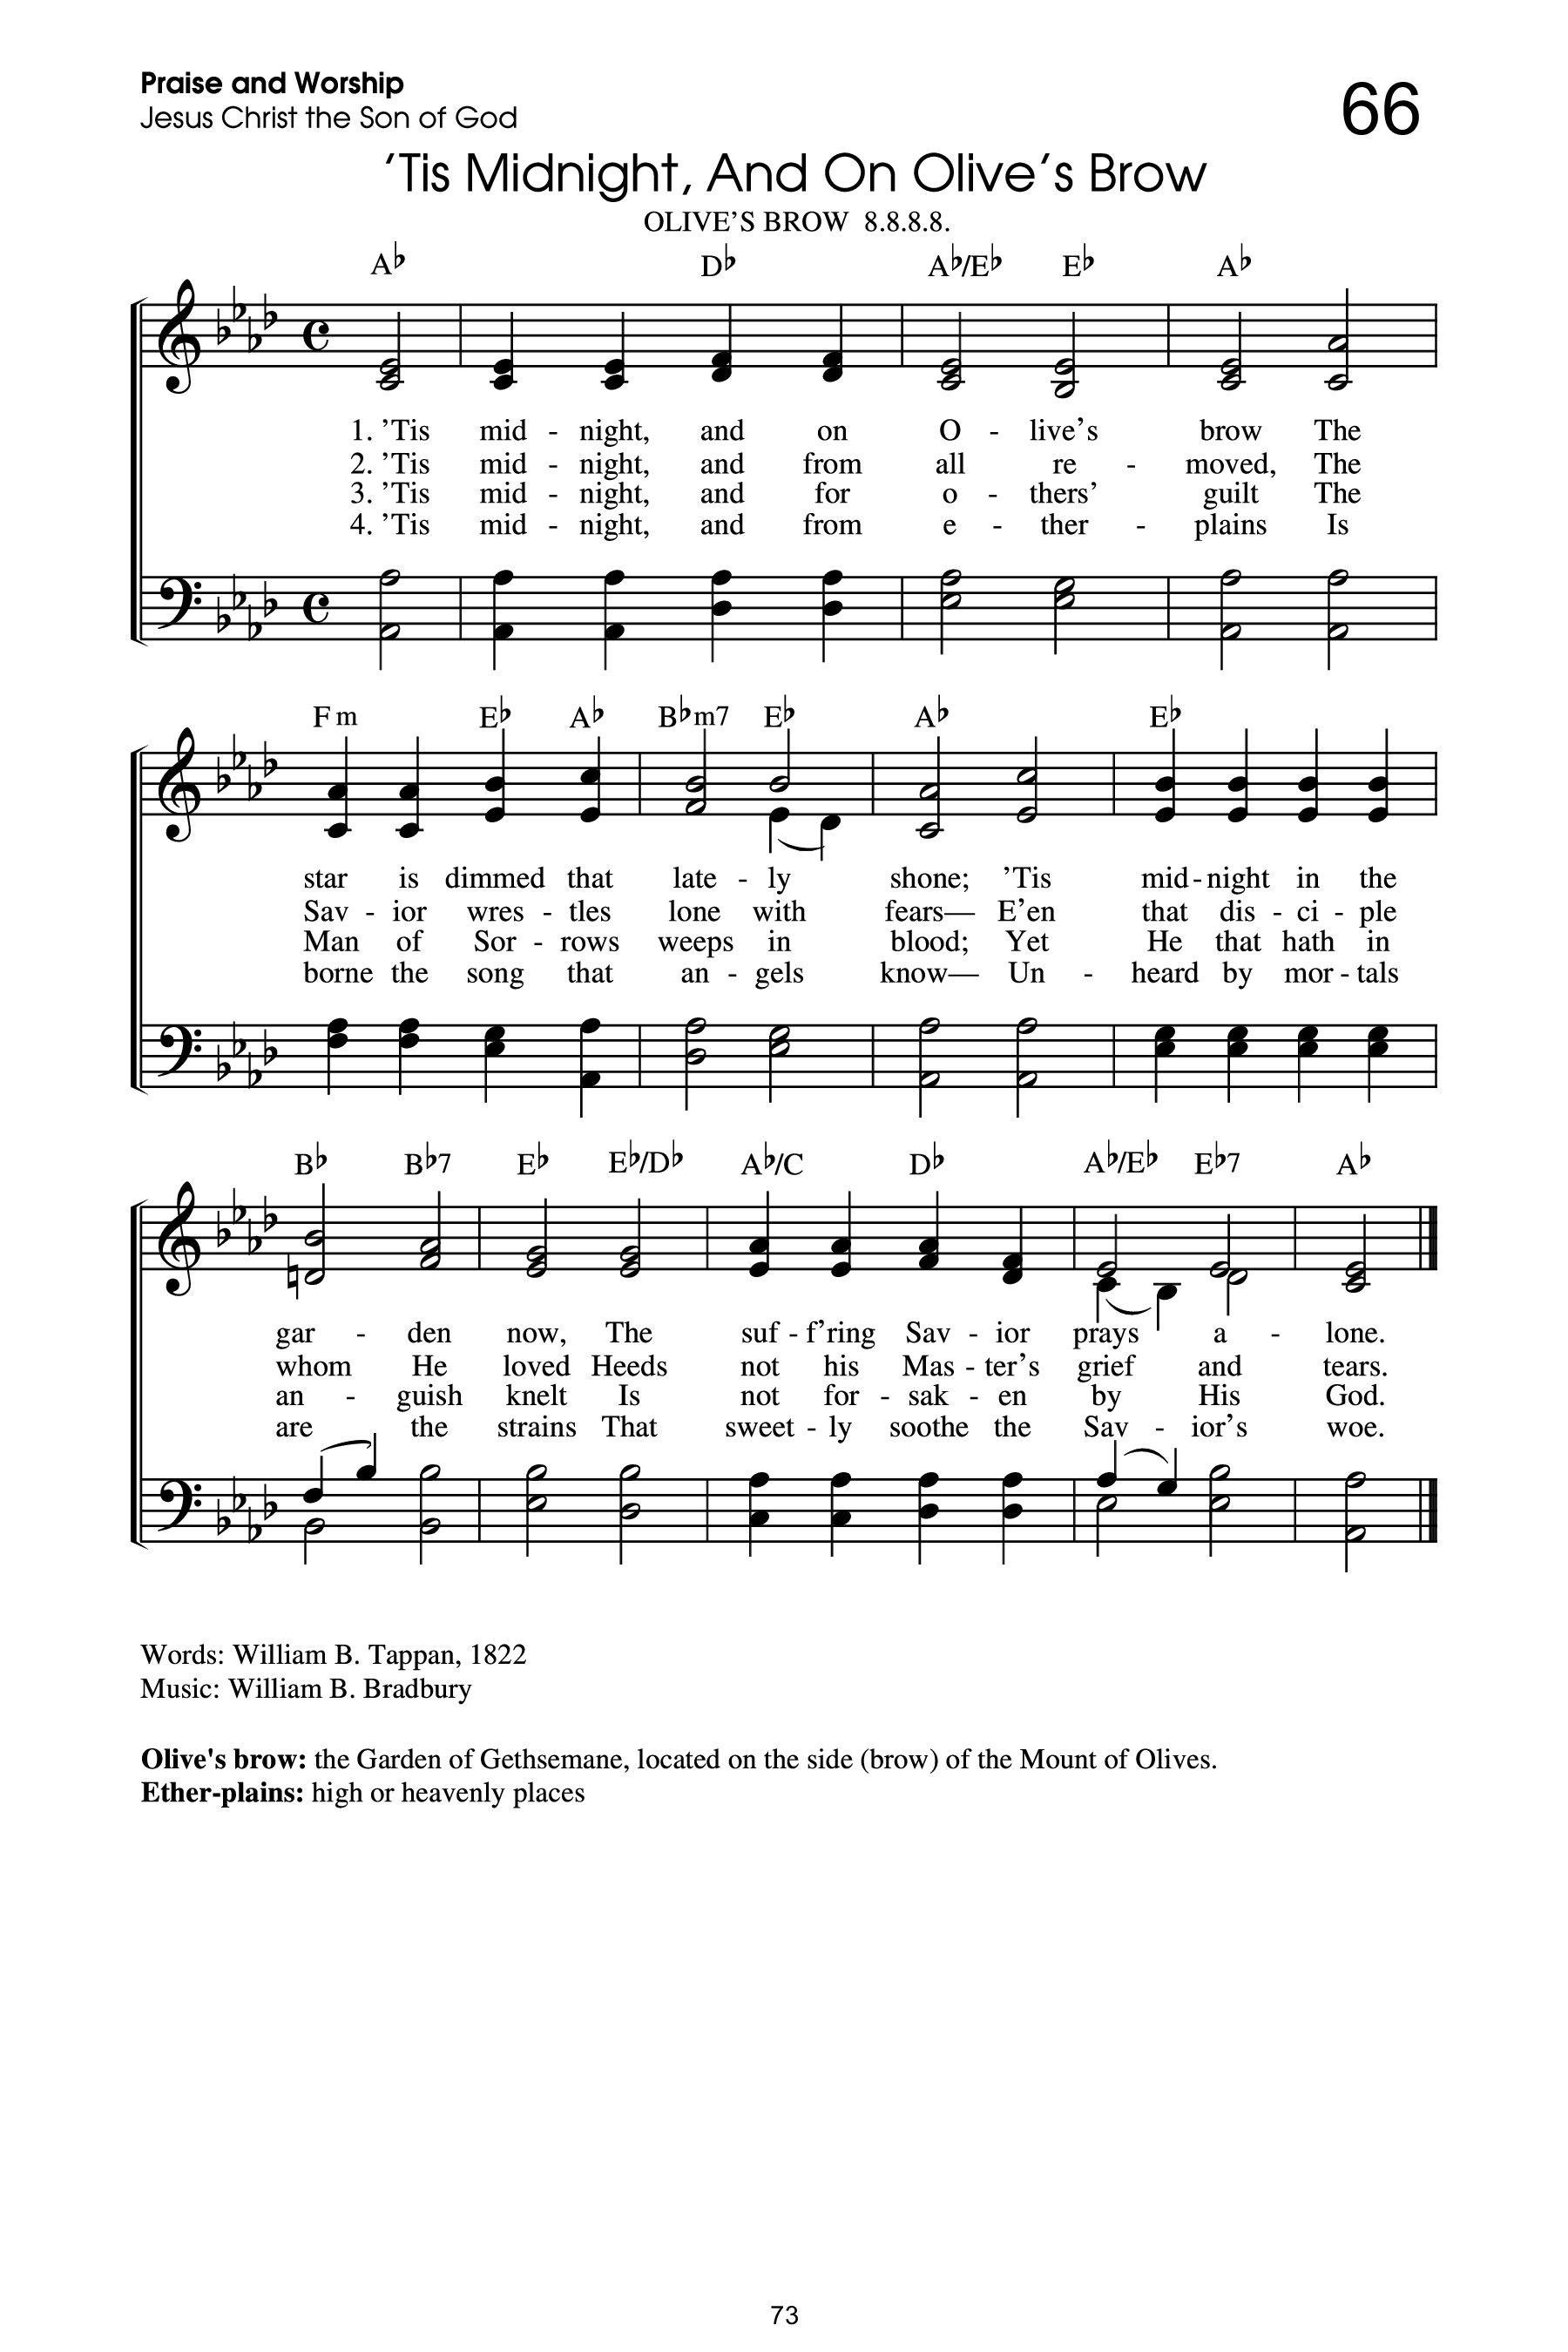 Praise and Worship
66
Jesus Christ the Son of God
’Tis Midnight, And On Olive’s Brow
OLIVE’S BROW 8.8.8.8.
A♭ D♭ A♭/E♭ E♭ A♭
1. ’Tis mid - night, and on O - live’s brow The
2. ’Tis mid - night, and from all re - moved, The
3. ’Tis mid - night, and for o - thers’ guilt The
4. ’Tis mid - night, and from e - ther - plains Is
F m E♭ A♭ B♭m7 E♭ A♭ E♭
star is dimmed that late - ly shone; ’Tis mid - night in the
Sav - ior wres - tles lone with fears— E’en that dis - ci - ple
Man of Sor - rows weeps in blood; Yet He that hath in
borne the song that an - gels know— Un - heard by mor - tals
B♭ B♭7 E♭ E♭/D♭ A♭/C D♭ A♭/E♭ E♭7 A♭
gar - den now, The suf - f’ring Sav - ior prays a - lone.
whom He loved Heeds not his Mas - ter’s grief and tears.
an - guish knelt Is not for - sak - en by His God.
are the strains That sweet - ly soothe the Sav - ior’s woe.
Words: William B. Tappan, 1822
Music: William B. Bradbury
Olive's brow: the Garden of Gethsemane, located on the side (brow) of the Mount of Olives.
Ether-plains: high or heavenly places
73